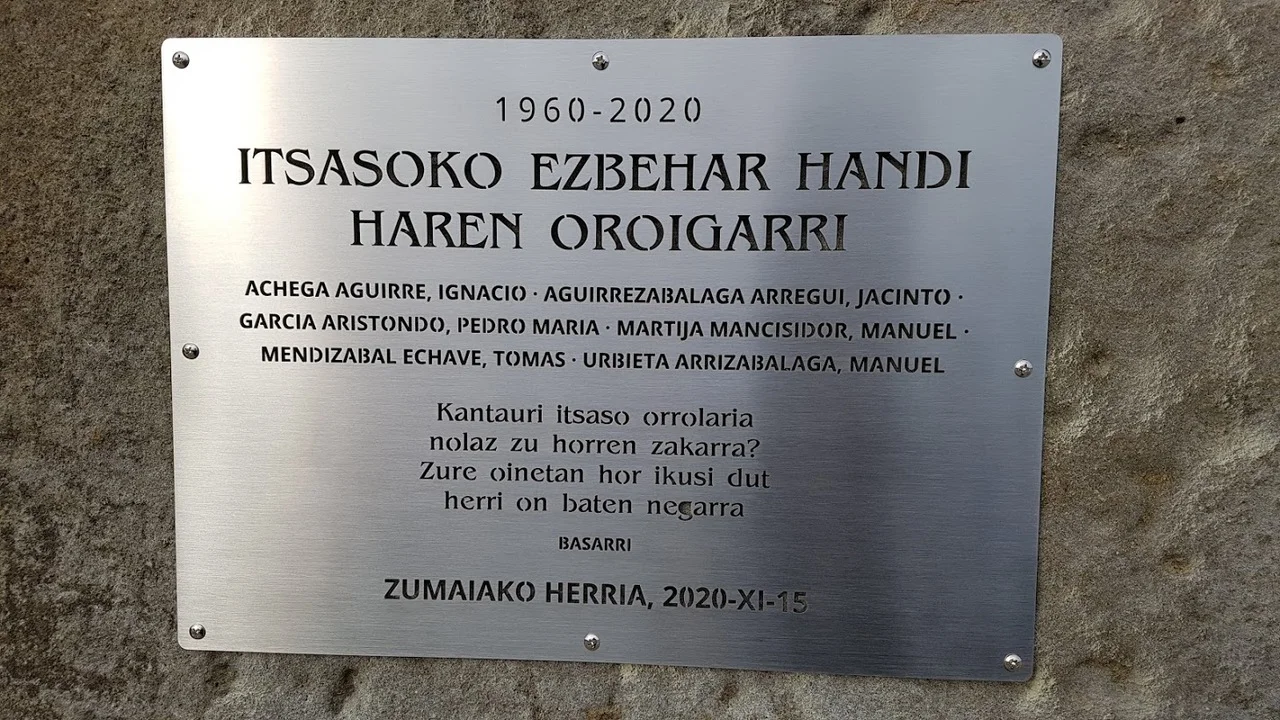 1960-2020
ITSASOKO EZBEHAR HANDI
HAREN OROIGARRI
ACHEGA AGUIRRE, IGNACIO · AGUIRREZABALAGA ARREGUI, JACINTO ·
GARCIA ARISTONDO, PEDRO MARIA · MARTIJA MANCISIDOR, MANUEL ·
MENDIZABAL ECHAVE, TOMAS · URBIETA ARRIZABALAGA, MANUEL
Kantauri itsaso orrolaria
nolaz zu horren zakarra?
Zure oinetan hor ikusi dut
herri on baten negarra
BASARRI
ZUMAIAKO HERRIA, 2020-XI-15